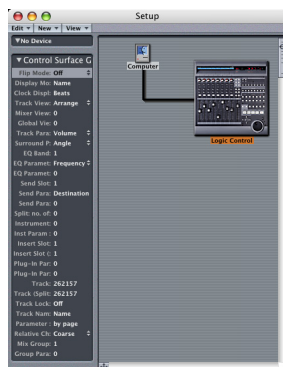 Setup
Edit New View
No Device
Control Surface G
Flip Mode: Off
Display Mo: Name
Clock Displ: Beats
Track View: Arrange
Mixer View: 0
Global Vie: 0
Track Para: Volume
Surround P: Angle
EQ Band: 1
EQ Paramet: Frequency
EQ Paramet: 0
Send Slot: 1
Send Para: Destination
Send Para: 0
Split: no. of: 0
Instrument: 0
Inst Param : 0
Insert Slot: 1
Insert Slot (: 1
Plug-In Par: 0
Plug-In Par: 0
Track: 262157
Track (Split: 262157
Track Lock: Off
Track Nam: Name
Parameter : by page
Relative Ch: Coarse
Mix Group: 1
Group Para: 0
Computer
Logic Control